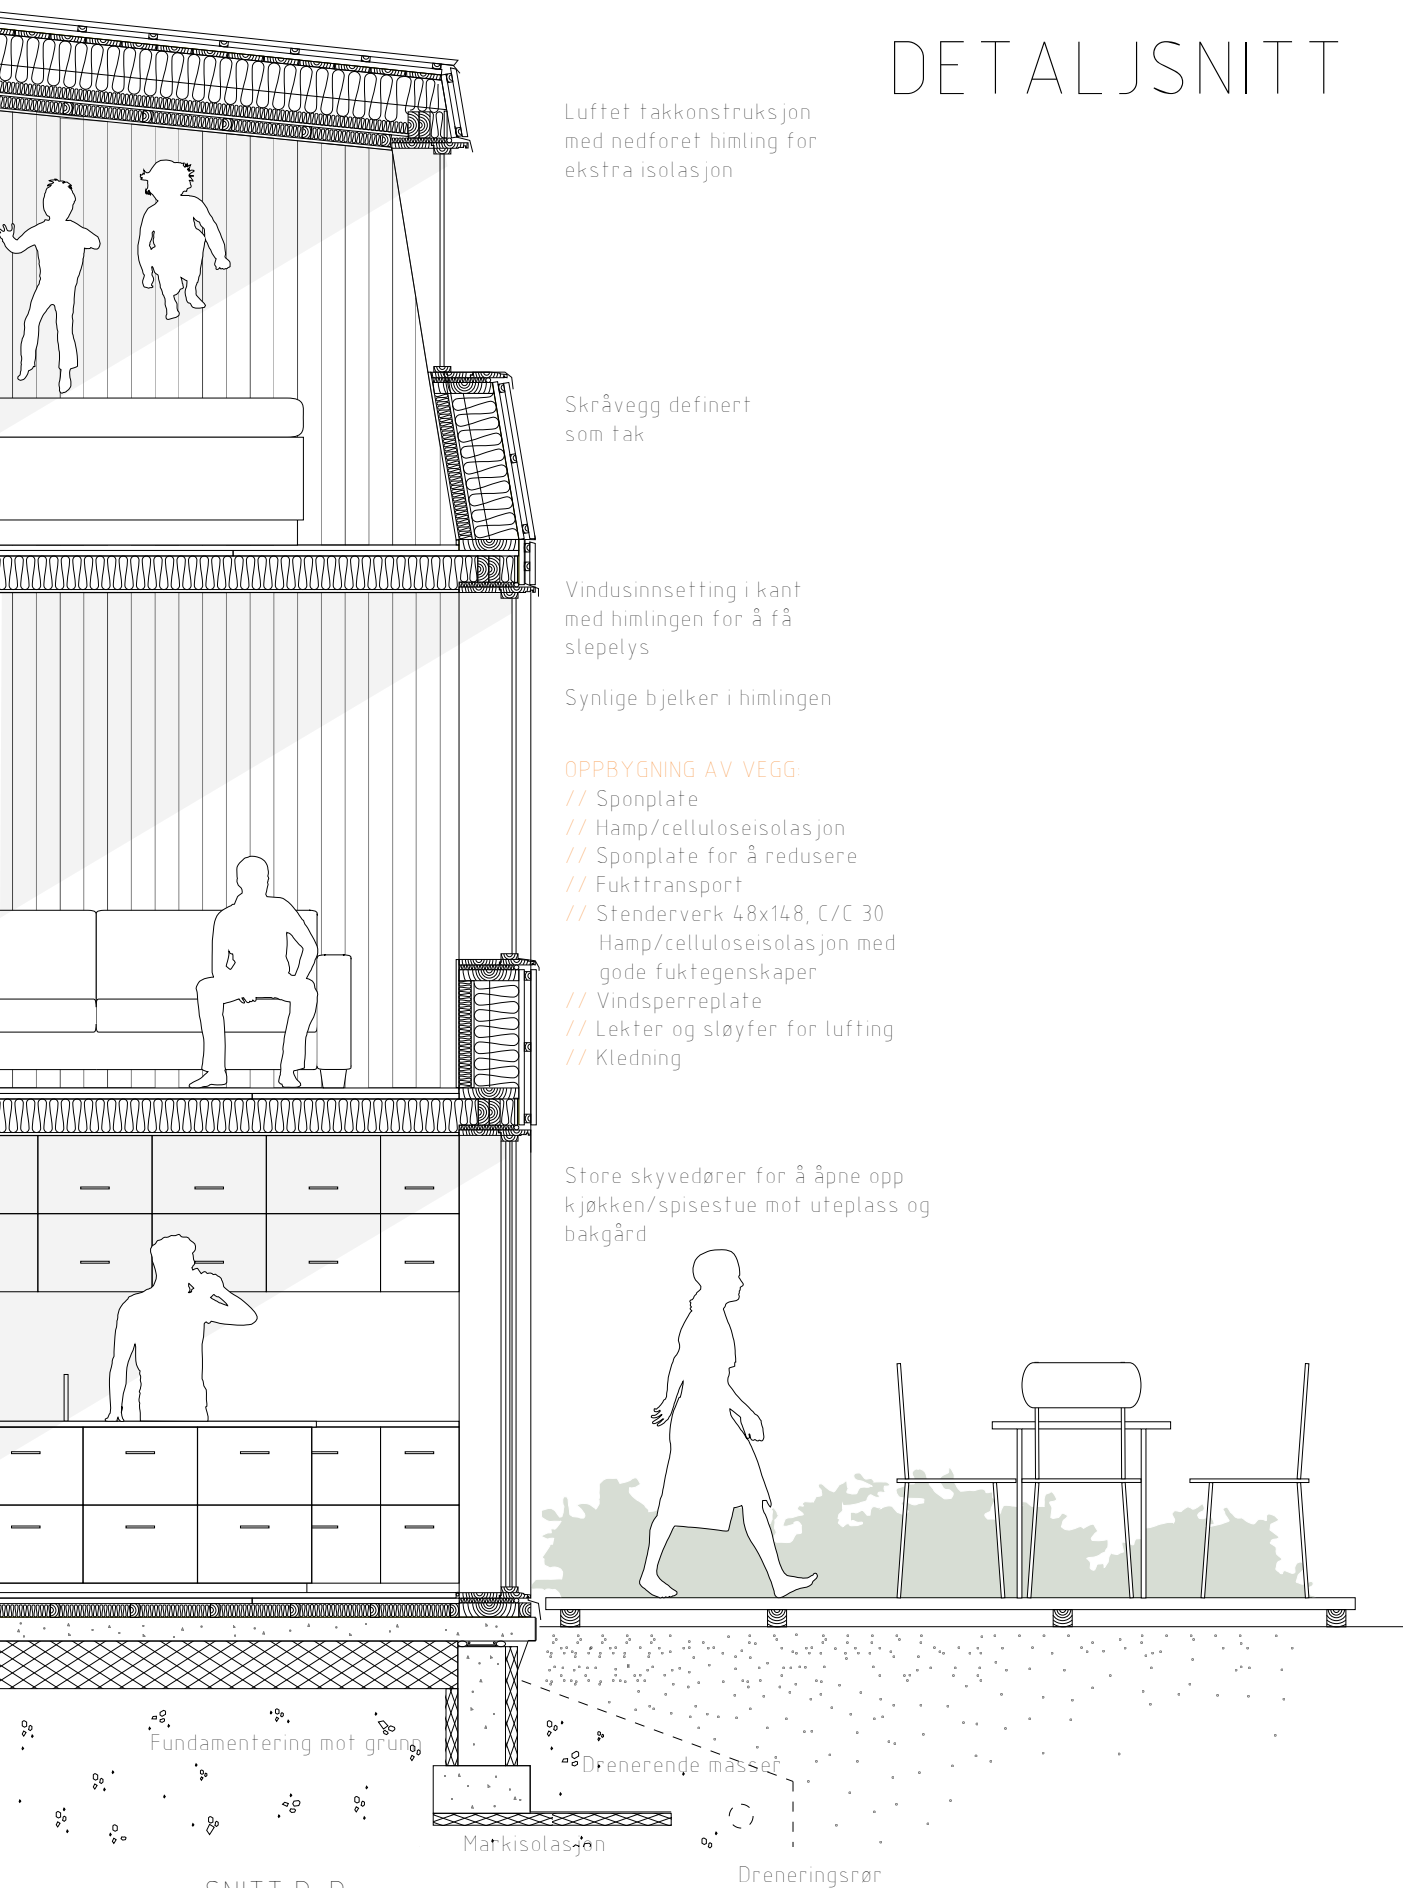 DETALJSNITT
Luftet takkonstruksjon
med nedforet himling for
ekstra isolasjon
Skråvegg definert
som tak
Vindusinnsetting i kant
med himlingen for å få
slepelys
Synlige bjelker i himlingen
OPPBYGNING AV VEGG:
// Sponplate
// Hamp/celluloseisolasjon
// Sponplate for å redusere
// Fukttransport
// Stenderverk 48x148, C/C 30
Hamp/celluloseisolasjon med
gode fuktegenskaper
// Vindsperreplate
// Lekter og sløyfer for lufting
// Kledning
Store skyvedører for å åpne opp
kjøkken/spisestue mot uteplass og
bakgård
Fundamentering mot grunn
Drenerende masser
Markisolasjon
Dreneringsrør